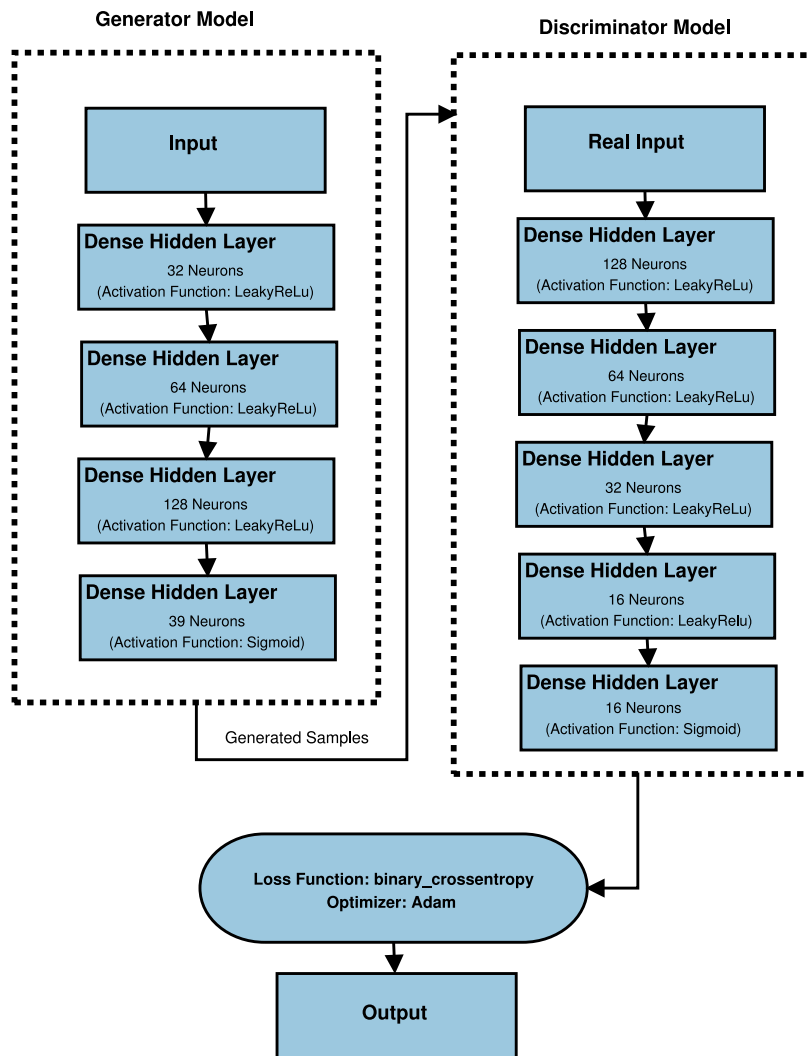 Generator Model
Input
Dense Hidden Layer
32 Neurons
(Activation Function: LeakyReLu)
Dense Hidden Layer
64 Neurons
(Activation Function: LeakyReLu)
Dense Hidden Layer
128 Neurons
(Activation Function: LeakyReLu)
Dense Hidden Layer
39 Neurons
(Activation Function: Sigmoid)
Generated Samples
Discriminator Model
Real Input
Dense Hidden Layer
128 Neurons
(Activation Function: LeakyReLu)
Dense Hidden Layer
64 Neurons
(Activation Function: LeakyReLu)
Dense Hidden Layer
32 Neurons
(Activation Function: LeakyReLu)
Dense Hidden Layer
16 Neurons
(Activation Function: LeakyRelu)
Dense Hidden Layer
16 Neurons
(Activation Function: Sigmoid)
Loss Function: binary_crossentropy
Optimizer: Adam
Output